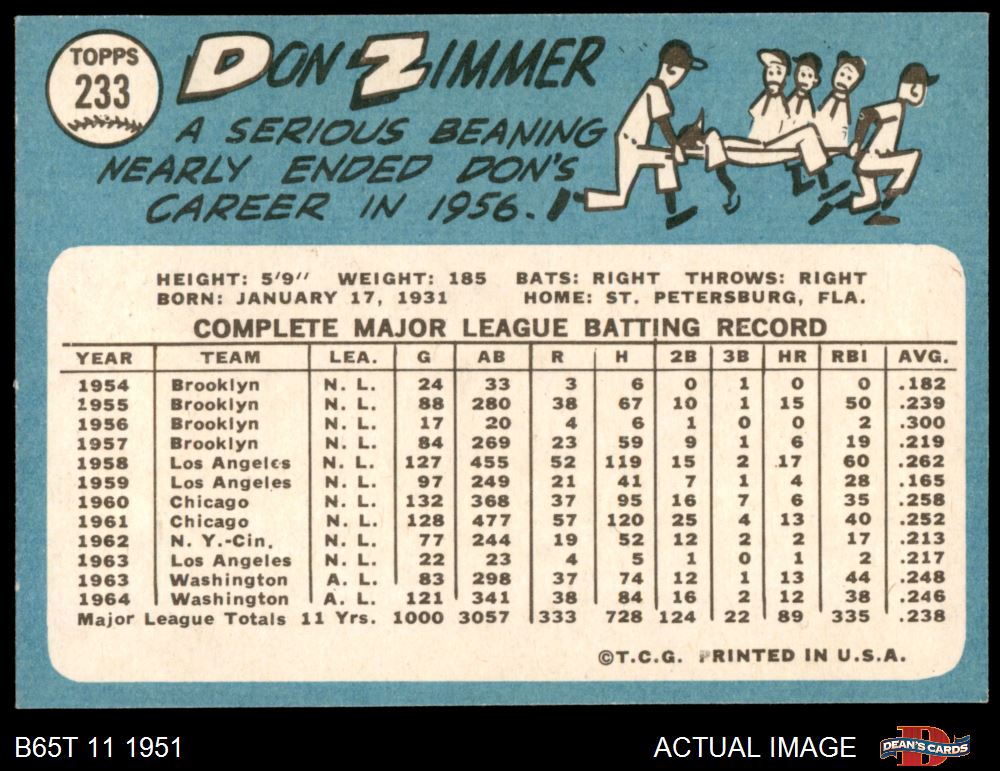 TOPPS
233
DON ZIMMER
A SERIOUS BEANING
NEARLY ENDED DON'S
CAREER IN 1956.
HEIGHT: 5'9" WEIGHT: 185 BATS: RIGHT THROWS: RIGHT
BORN: JANUARY 17, 1931 HOME: ST. PETERSBURG, FLA.
COMPLETE MAJOR LEAGUE BATTING RECORD
YEAR TEAM LEA. G AB R H 2B 3B HR RBI AVG.
1954 Brooklyn N. L. 24 33 3 6 0 1 0 0 .182
1955 Brooklyn N. L. 88 280 38 67 10 1 15 50 .239
1956 Brooklyn N. L. 17 20 4 6 1 0 0 2 .300
1957 Brooklyn N. L. 84 269 23 59 9 1 6 19 .219
1958 Los Angeles N. L. 127 455 52 119 15 2 17 60 .262
1959 Los Angeles N. L. 97 249 21 41 7 1 4 28 .165
1960 Chicago N. L. 132 368 37 95 16 7 6 35 .258
1961 Chicago N. L. 128 477 57 120 25 4 13 40 .252
1962 N. Y.-Cin. N. L. 77 244 19 52 12 2 2 17 .213
1963 Los Angeles N. L. 22 23 4 5 1 0 1 2 .217
1963 Washington A. L. 83 298 37 74 12 1 13 44 .248
1964 Washington A. L. 121 341 38 84 16 2 12 38 .246
Major League Totals 11 Yrs. 1000 3057 333 728 124 22 89 335 .238
©T.C.G. PRINTED IN U.S.A.
B65T 11 1951 ACTUAL IMAGE DEAN'S CARDS